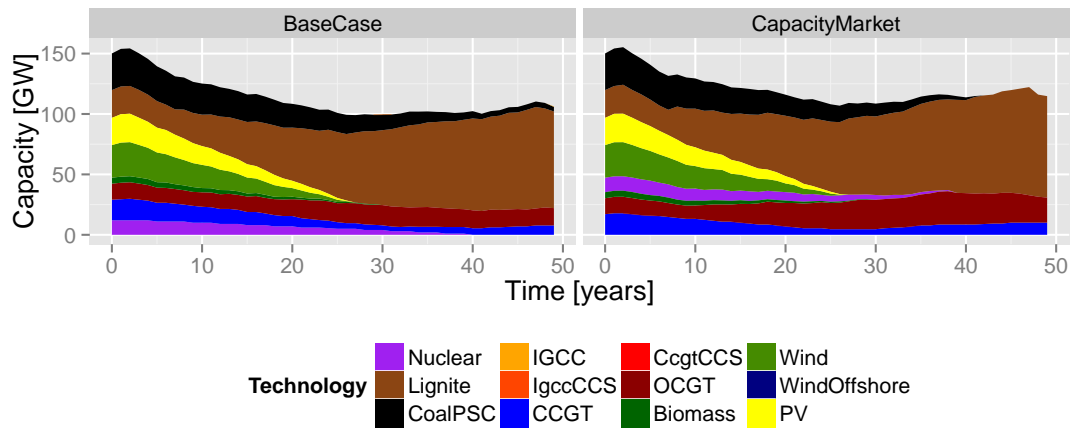 BaseCase CapacityMarket
Capacity [GW]
150
100
50
0
0 10 20 30 40 50 0 10 20 30 40 50
Time [years]
Technology
Nuclear IGCC CcgtCCS Wind
Lignite IgccCCS OCGT WindOffshore
CoalPSC CCGT Biomass PV